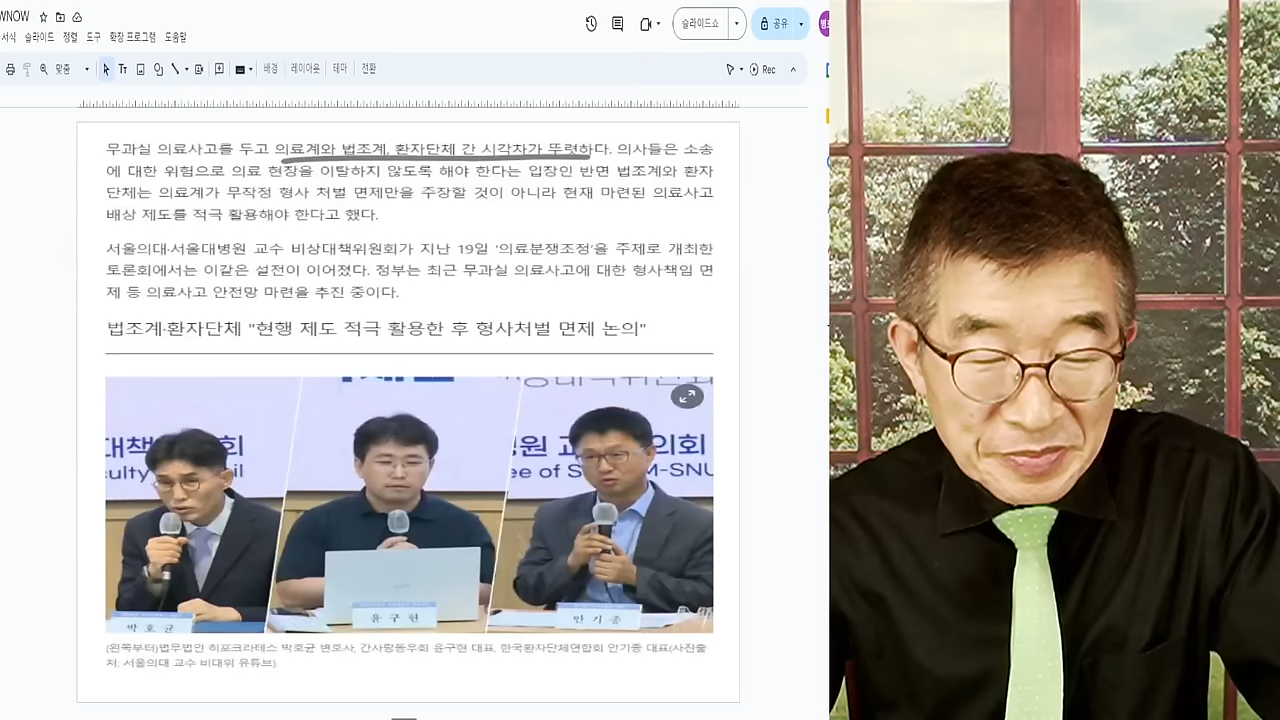 WNOW
서식 슬라이드 정렬 도구 확장 프로그램 도움말
슬라이드쇼
공유
맞춤
배경 레이아웃 테마 전환
Rec
무과실 의료사고를 두고 의료계와 법조계, 환자단체 간 시각차가 뚜렷하다. 의사들은 소송
에 대한 위험으로 의료 현장을 이탈하지 않도록 해야 한다는 입장인 반면 법조계와 환자
단체는 의료계가 무작정 형사 처벌 면제만을 주장할 것이 아니라 현재 마련된 의료사고
배상 제도를 적극 활용해야 한다고 했다.
서울의대·서울대병원 교수 비상대책위원회가 지난 19일 ‘의료분쟁조정’을 주제로 개최한
토론회에서는 이같은 설전이 이어졌다. 정부는 최근 무과실 의료사고에 대한 형사책임 면
제 등 의료사고 안전망 마련을 추진 중이다.
법조계·환자단체 "현행 제도 적극 활용한 후 형사처벌 면제 논의”
대책
회
culty
il
병원 교
의회
ee of S
M-SNU
박호균
윤구현
안기종
(왼쪽부터)법무법인 히포크라테스 박호균 변호사, 간사랑동우회 윤구현 대표, 한국환자단체연합회 안기종 대표(사진출
처: 서울의대 교수 비대위 유튜브).